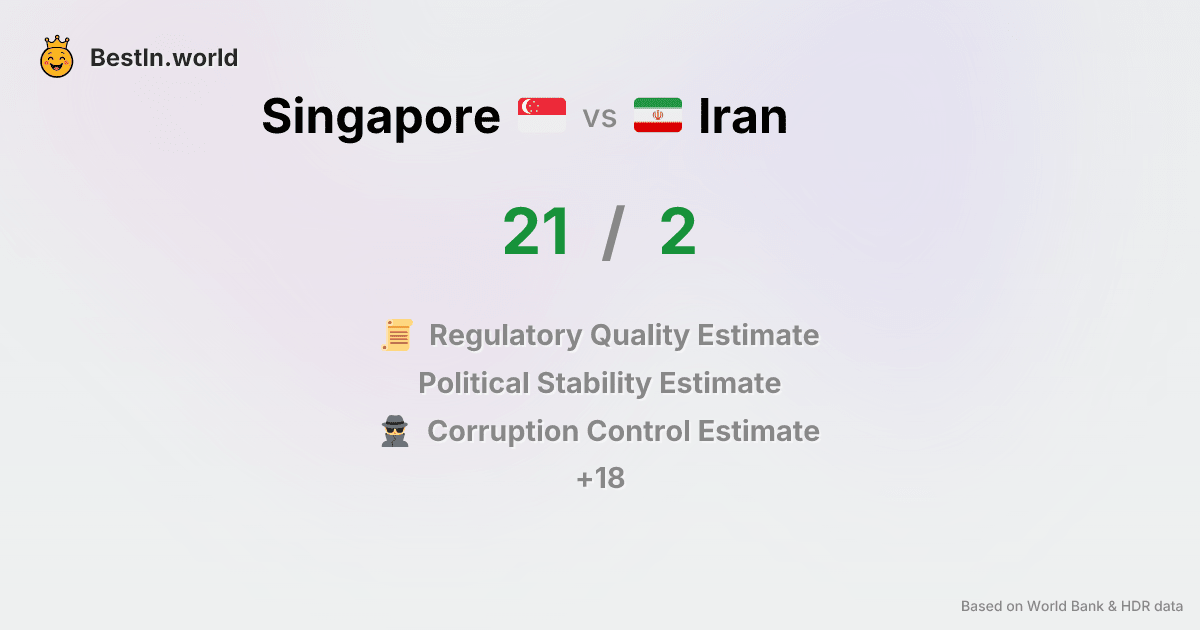 BestIn.world
Singapore vs Iran
21 / 2
Regulatory Quality Estimate
Political Stability Estimate
Corruption Control Estimate
+18
Based on World Bank & HDR data